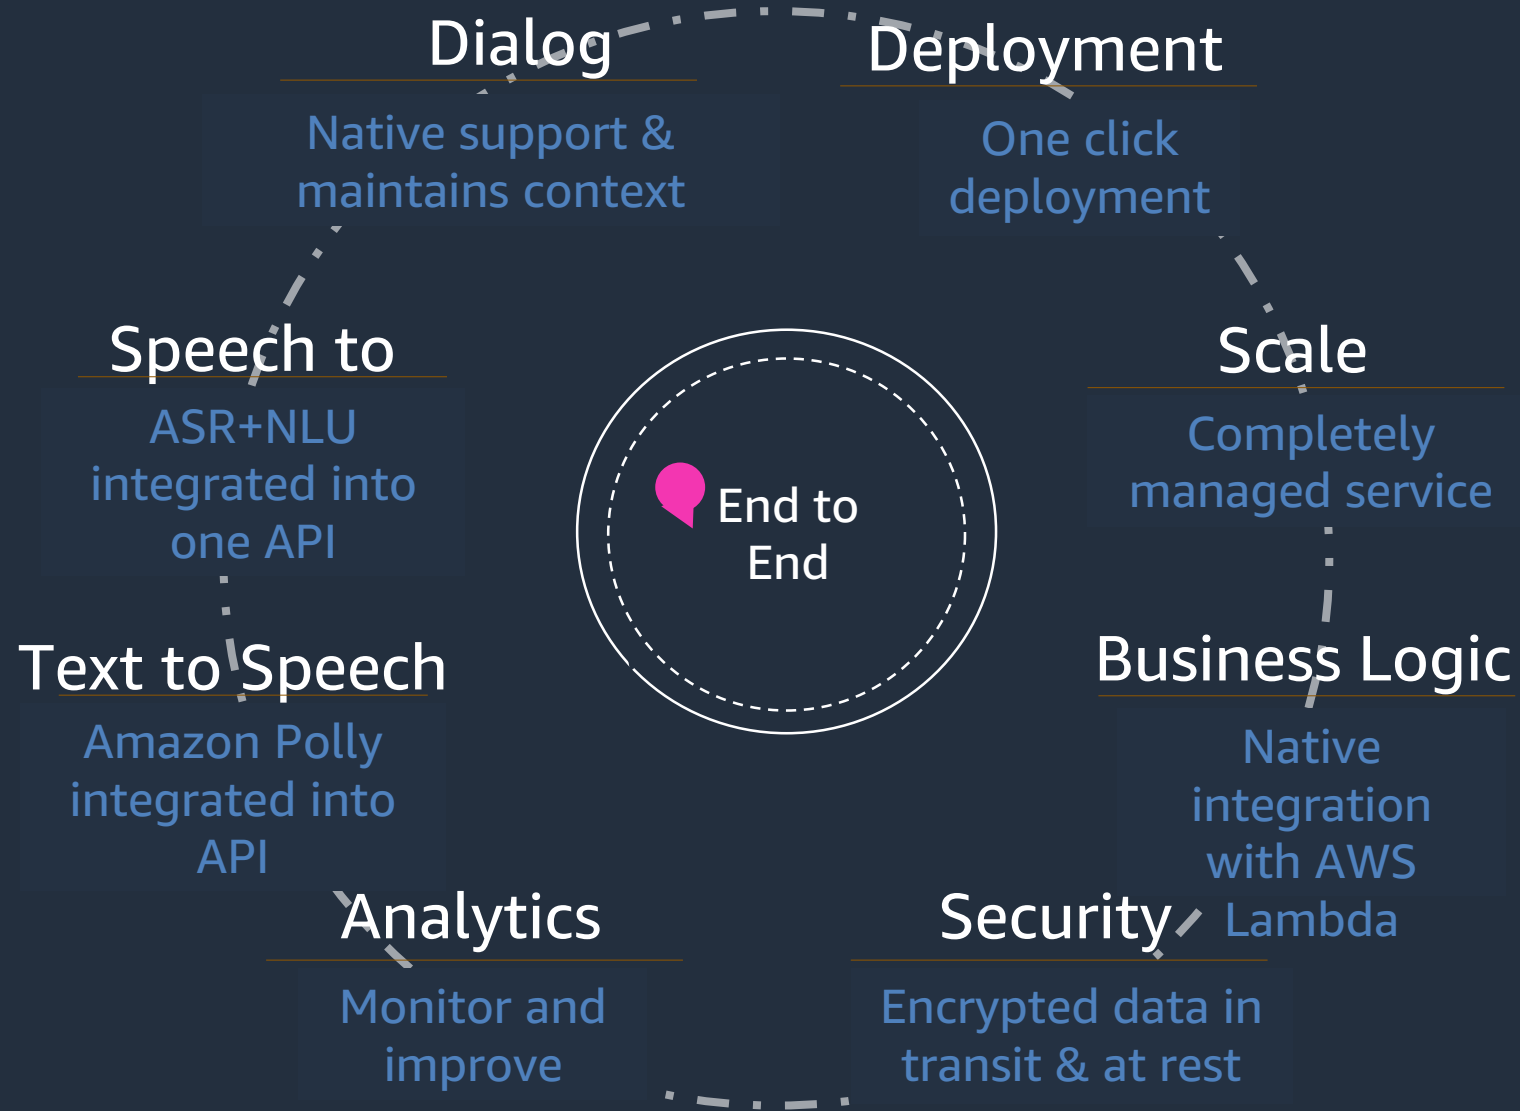 Dialog
Native support &
maintains context
Deployment
One click
deployment
Speech to
ASR+NLU
integrated into
one API
Scale
Completely
managed service
End to
End
Text to Speech
Amazon Polly
integrated into
API
Business Logic
Native
integration
with AWS
Lambda
Analytics
Monitor and
improve
Security
Encrypted data in
transit & at rest